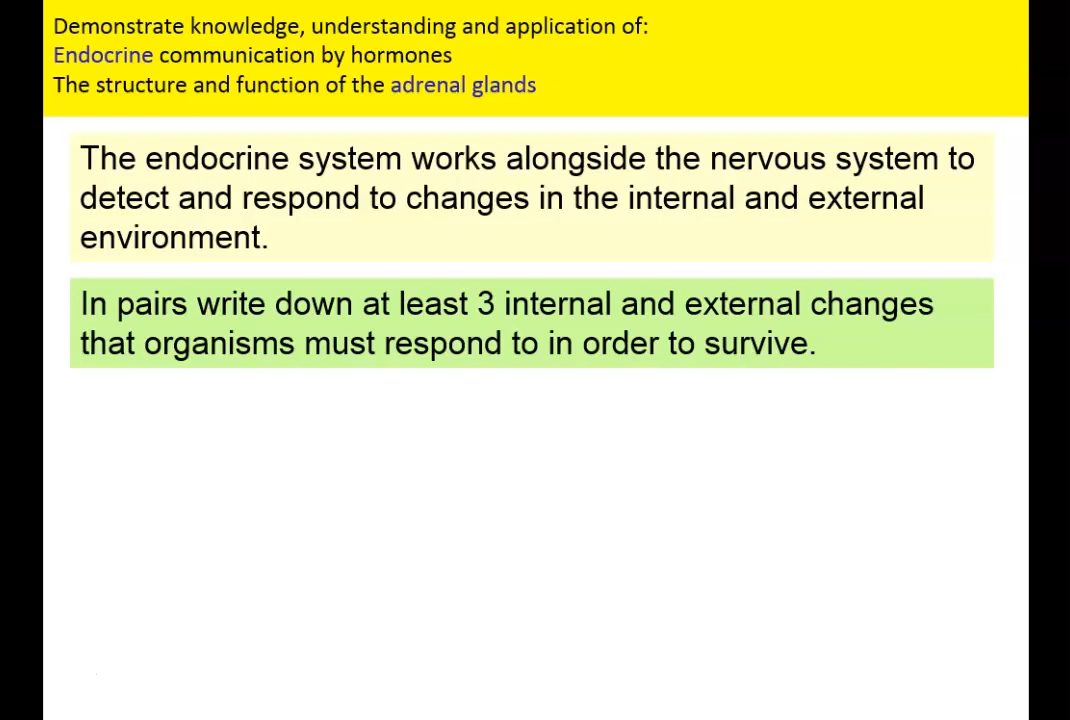 Demonstrate knowledge, understanding and application of:
Endocrine communication by hormones
The structure and function of the adrenal glands
The endocrine system works alongside the nervous system to
detect and respond to changes in the internal and external
environment.
In pairs write down at least 3 internal and external changes
that organisms must respond to in order to survive.